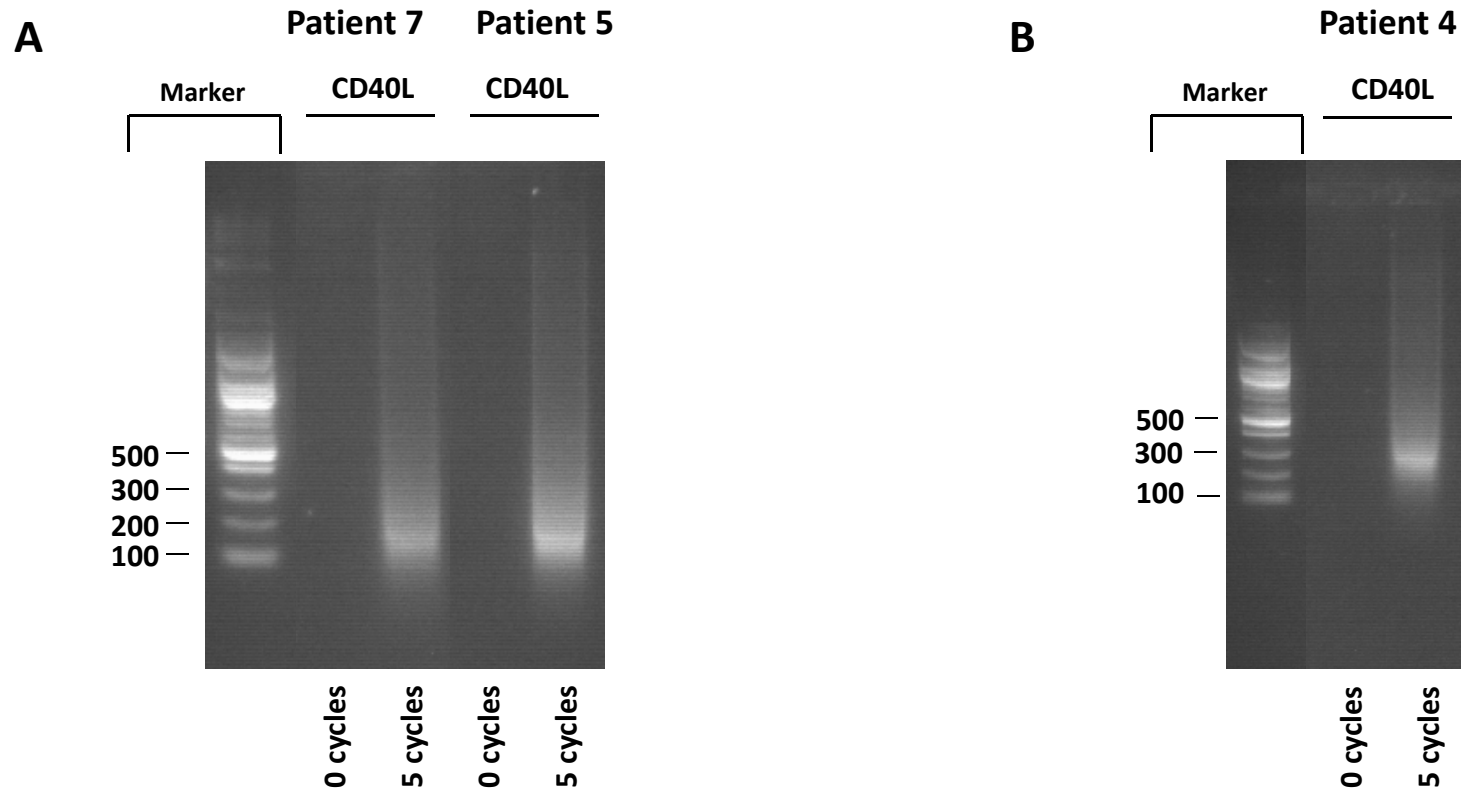 A
Patient 7
Patient 5
Marker
CD40L
CD40L
500
300
200
100
0 cycles
5 cycles
0 cycles
5 cycles
B
Patient 4
Marker
CD40L
500
300
100
0 cycles
5 cycles